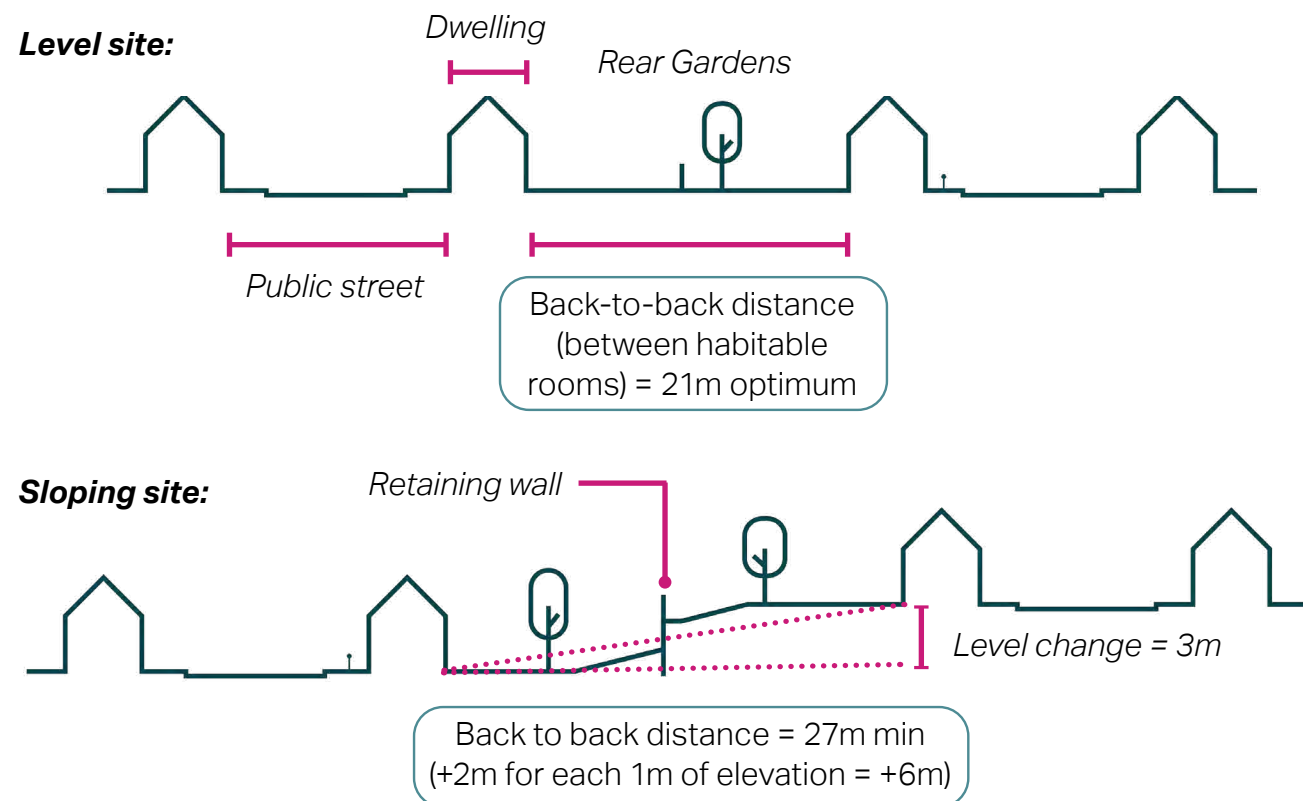 Level site:
Dwelling
Rear Gardens
Public street
Back-to-back distance
(between habitable
rooms) = 21m optimum
Sloping site:
Retaining wall
Level change = 3m
Back to back distance = 27m min
(+2m for each 1m of elevation = +6m)